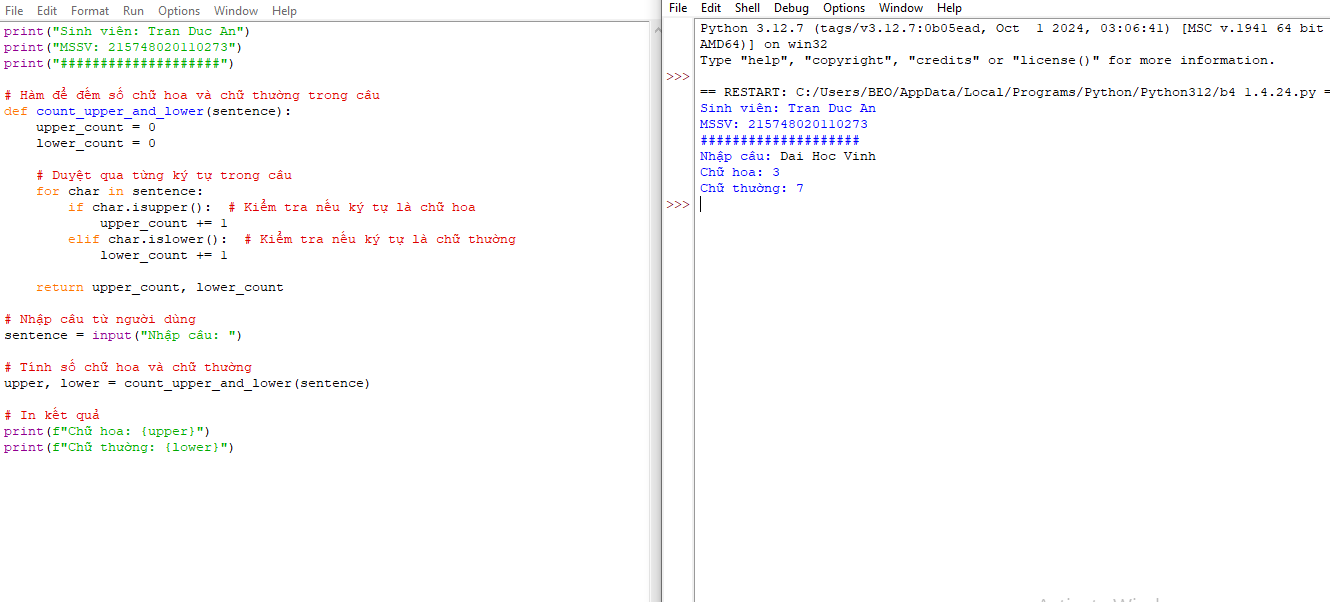 File Edit Format Run Options Window Help
print("Sinh viên: Tran Duc An")
print("MSSV: 215748020110273")
print("####################")
# Hàm để đếm số chữ hoa và chữ thường trong câu
def count_upper_and_lower(sentence):
    upper_count = 0
    lower_count = 0
    # Duyệt qua từng ký tự trong câu
    for char in sentence:
        if char.isupper():  # Kiểm tra nếu ký tự là chữ hoa
            upper_count += 1
        elif char.islower():  # Kiểm tra nếu ký tự là chữ thường
            lower_count += 1
    return upper_count, lower_count
# Nhập câu từ người dùng
sentence = input("Nhập câu: ")
# Tính số chữ hoa và chữ thường
upper, lower = count_upper_and_lower(sentence)
# In kết quả
print(f"Chữ hoa: {upper}")
print(f"Chữ thường: {lower}")
File Edit Shell Debug Options Window Help
Python 3.12.7 (tags/v3.12.7:0b05ead, Oct  1 2024, 03:06:41) [MSC v.1941 64 bit
AMD64)] on win32
Type "help", "copyright", "credits" or "license()" for more information.
>>>
== RESTART: C:/Users/BEO/AppData/Local/Programs/Python/Python312/b4 1.4.24.py =
Sinh viên: Tran Duc An
MSSV: 215748020110273
####################
Nhập câu: Dai Hoc Vinh
Chữ hoa: 3
Chữ thường: 7
>>>